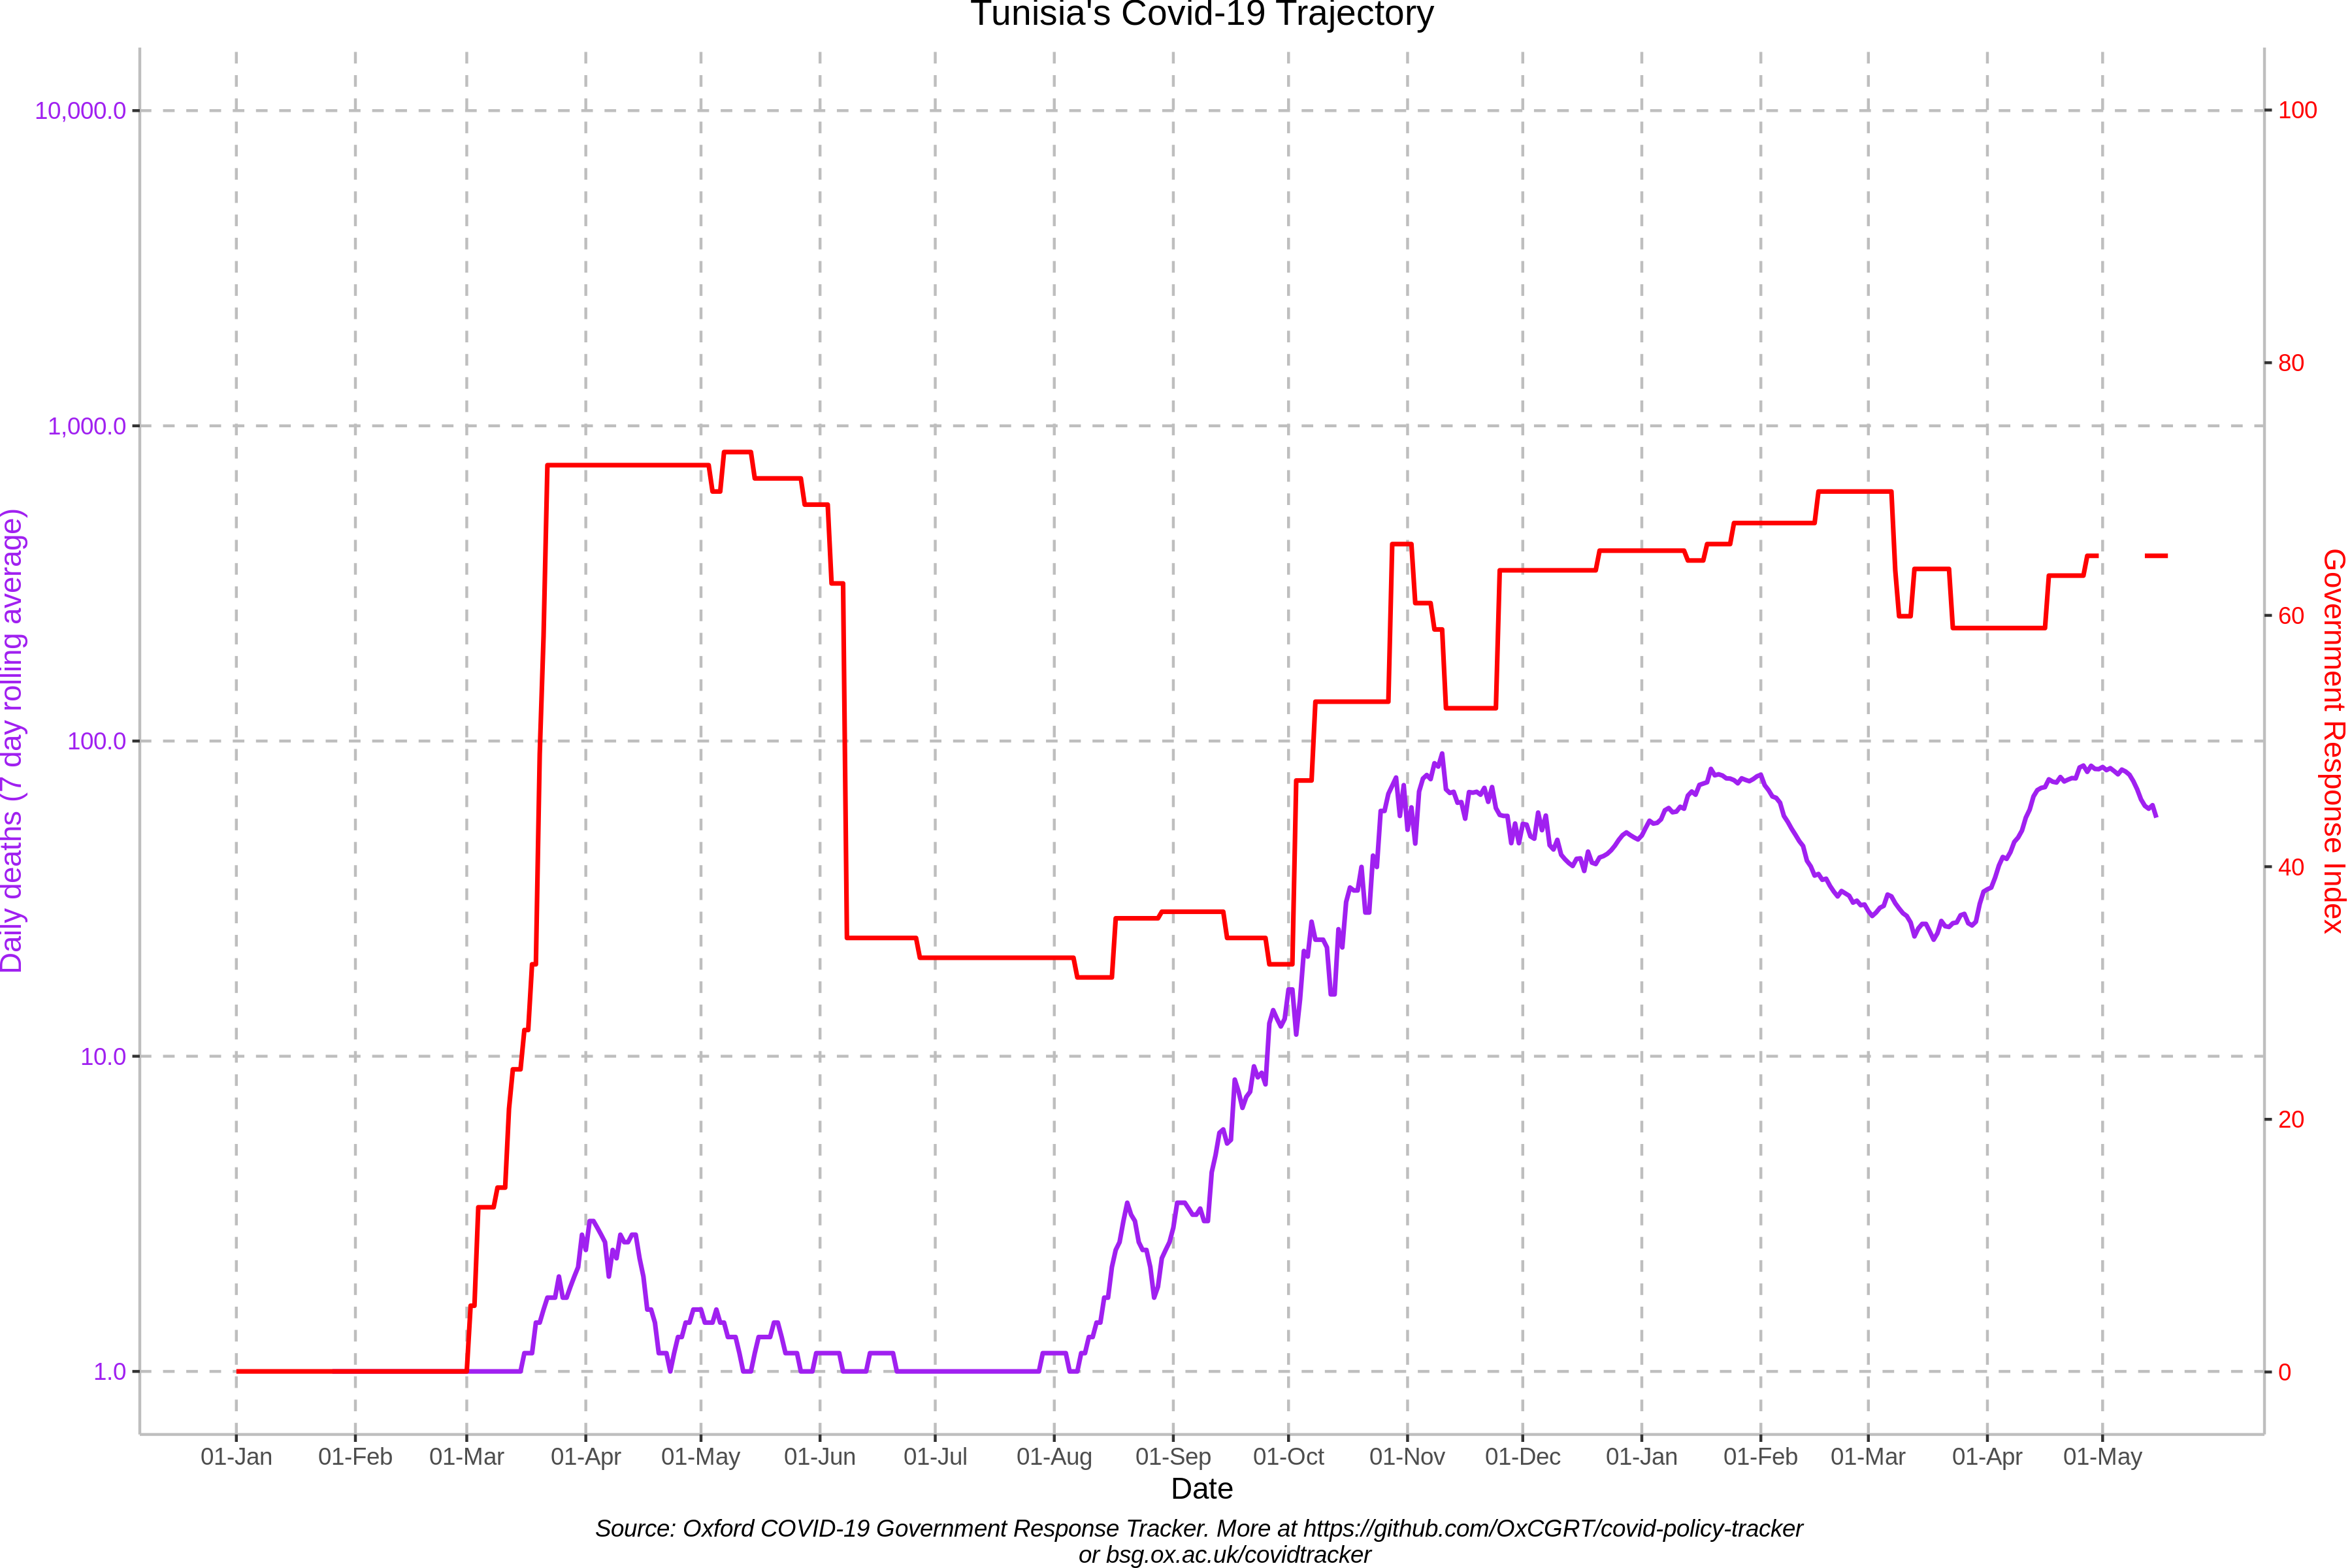 Tunisia's Covid-19 Trajectory
10,000.0
1,000.0
100.0
10.0
1.0
Daily deaths (7 day rolling average)
100
80
60
40
20
0
Government Response Index
01-Jan 01-Feb 01-Mar 01-Apr 01-May 01-Jun 01-Jul 01-Aug 01-Sep 01-Oct 01-Nov 01-Dec 01-Jan 01-Feb 01-Mar 01-Apr 01-May
Date
Source: Oxford COVID-19 Government Response Tracker. More at https://github.com/OxCGRT/covid-policy-tracker
or bsg.ox.ac.uk/covidtracker